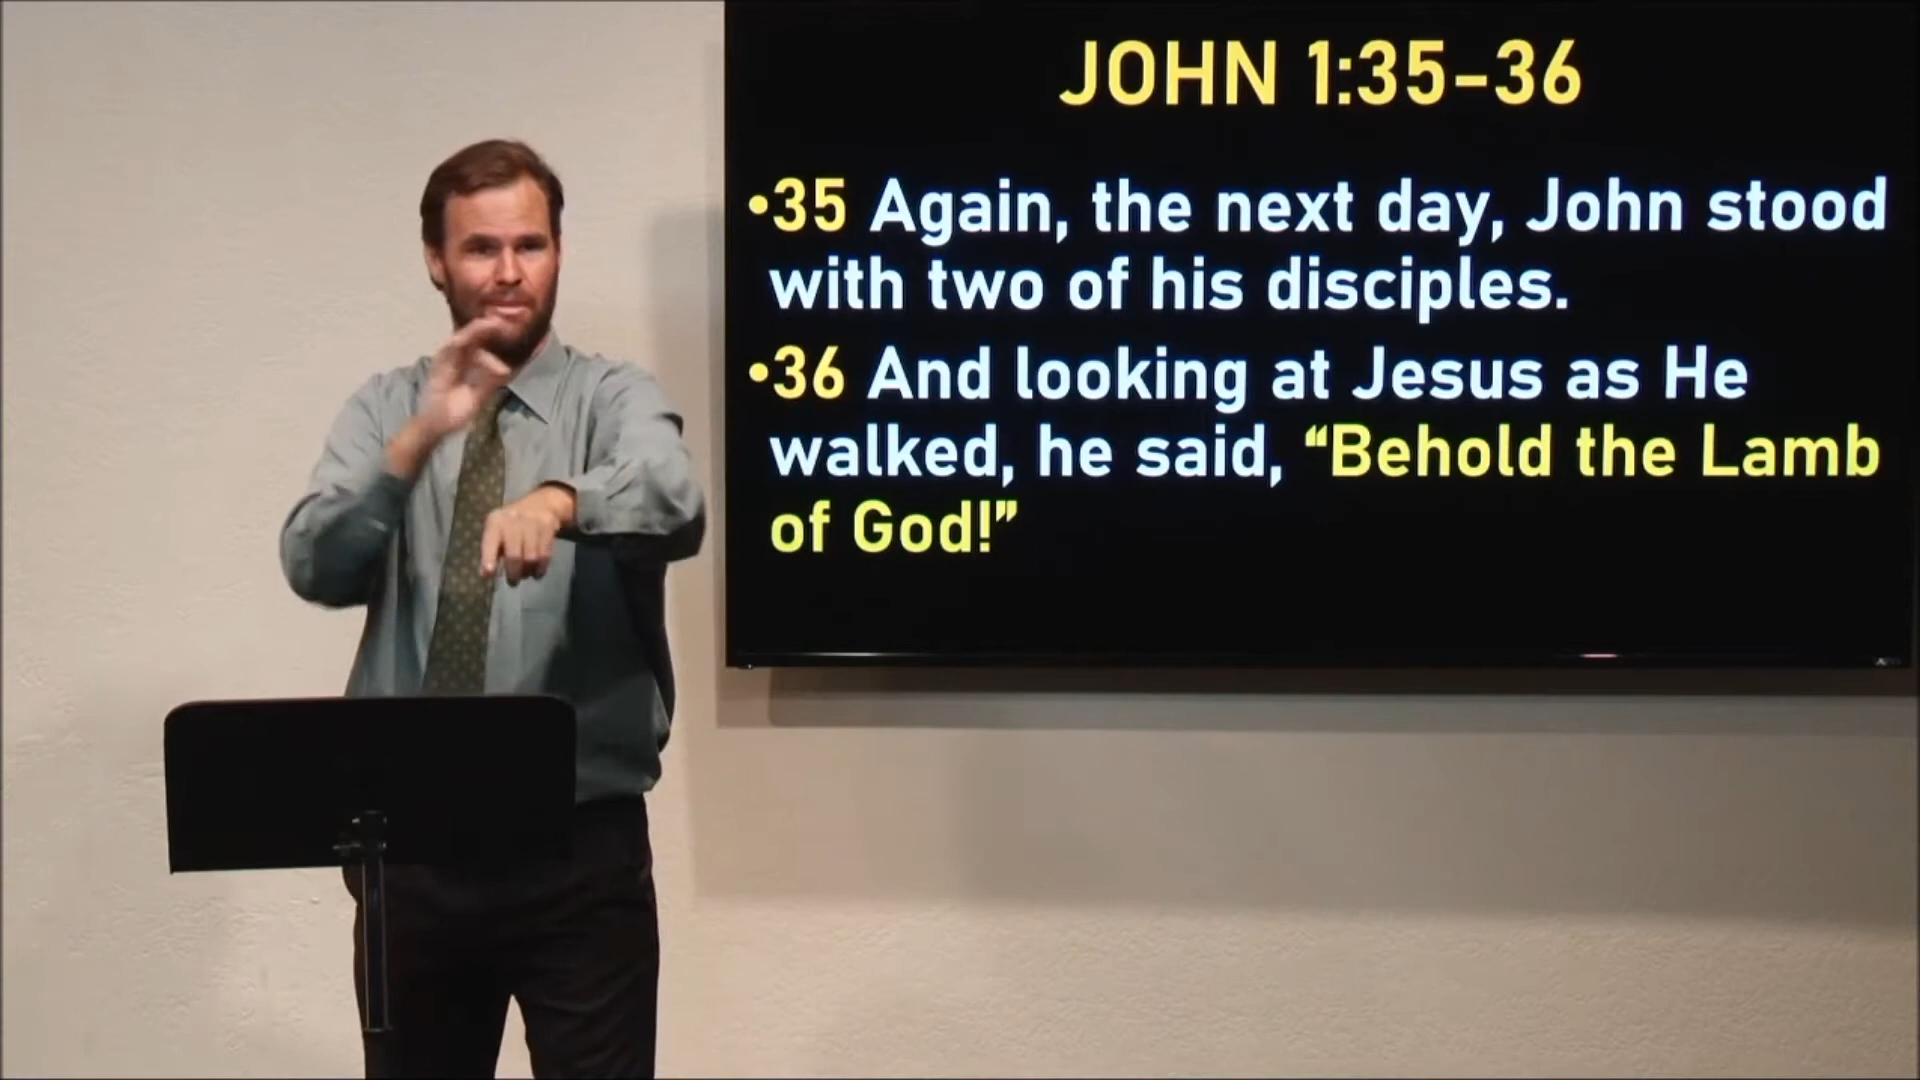 JOHN 1:35-36
•35 Again, the next day, John stood
with two of his disciples.
•36 And looking at Jesus as He
walked, he said, “Behold the Lamb
of God!”